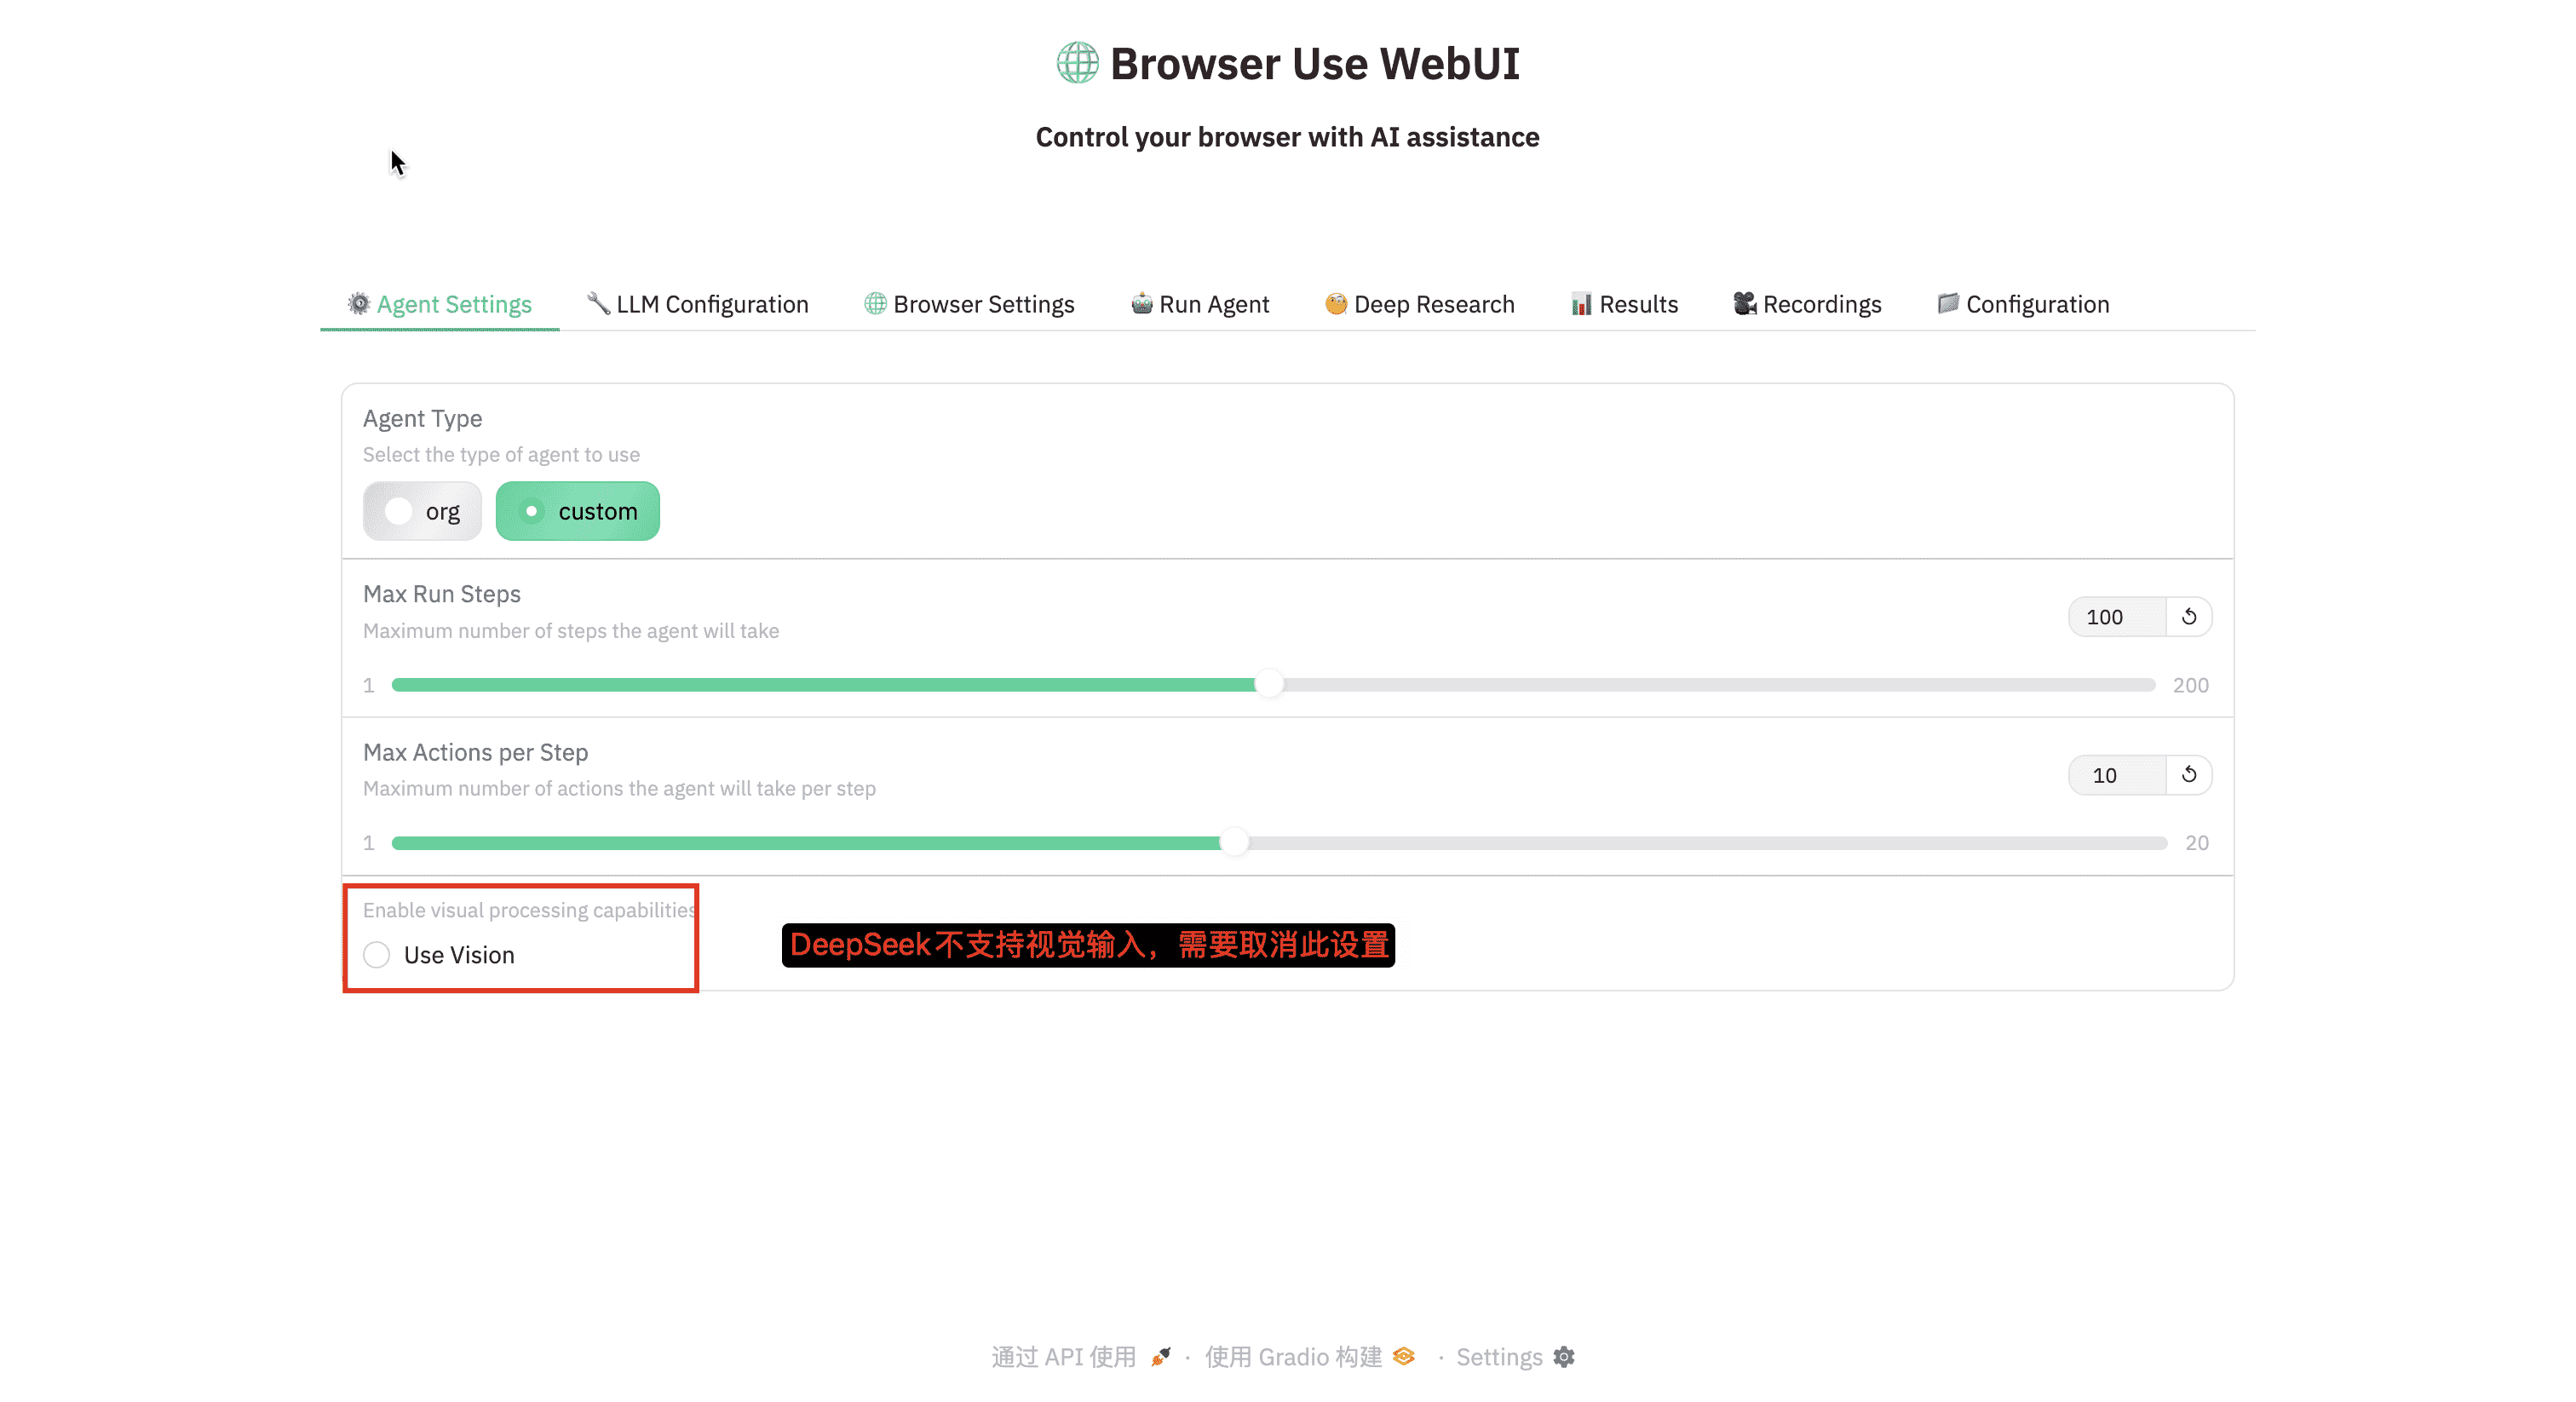 Browser Use WebUI
Control your browser with AI assistance
Agent Settings LLM Configuration Browser Settings Run Agent Deep Research Results Recordings Configuration
Agent Type
Select the type of agent to use
org custom
Max Run Steps
Maximum number of steps the agent will take
100
1 200
Max Actions per Step
Maximum number of actions the agent will take per step
10
1 20
Enable visual processing capabilities
Use Vision
DeepSeek不支持视觉输入，需要取消此设置
通过 API 使用 · 使用 Gradio 构建 · Settings